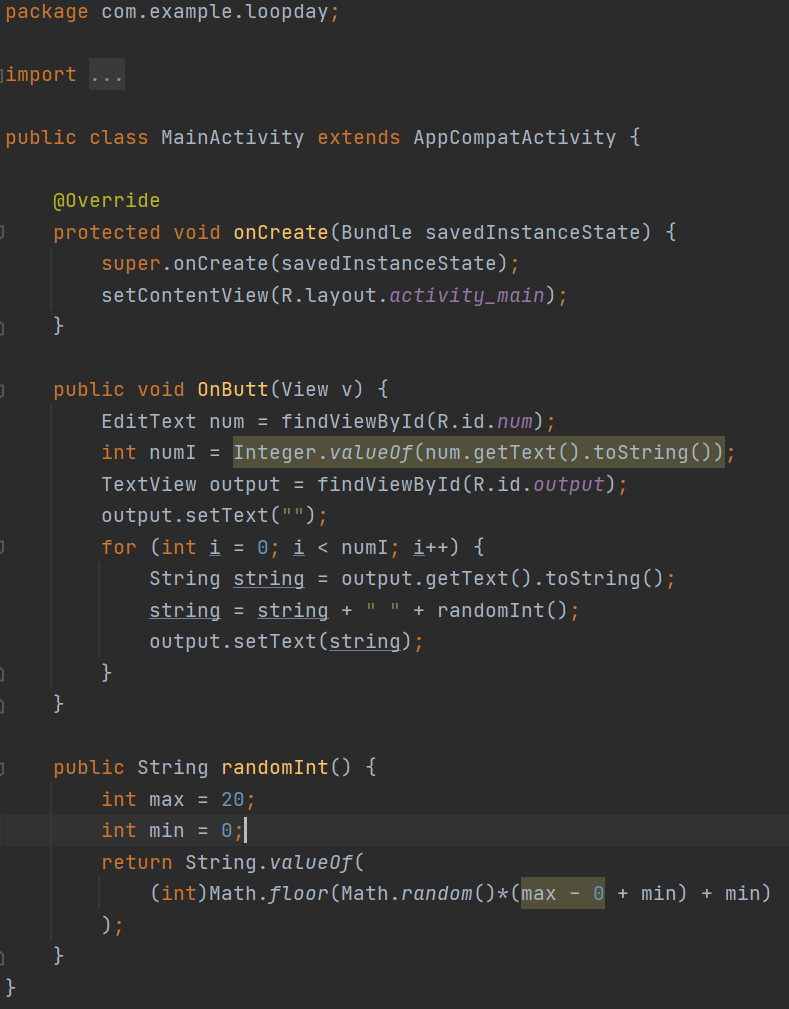 package com.example.loopday;
import ...
public class MainActivity extends AppCompatActivity {
@Override
protected void onCreate(Bundle savedInstanceState) {
super.onCreate(savedInstanceState);
setContentView(R.layout.activity_main);
}
public void OnButt(View v) {
EditText num = findViewById(R.id.num);
int numI = Integer.valueOf(num.getText().toString());
TextView output = findViewById(R.id.output);
output.setText("");
for (int i = 0; i < numI; i++) {
String string = output.getText().toString();
string = string + " " + randomInt();
output.setText(string);
}
}
public String randomInt() {
int max = 20;
int min = 0;
return String.valueOf(
(int)Math.floor(Math.random()*(max - 0 + min) + min)
);
}
}